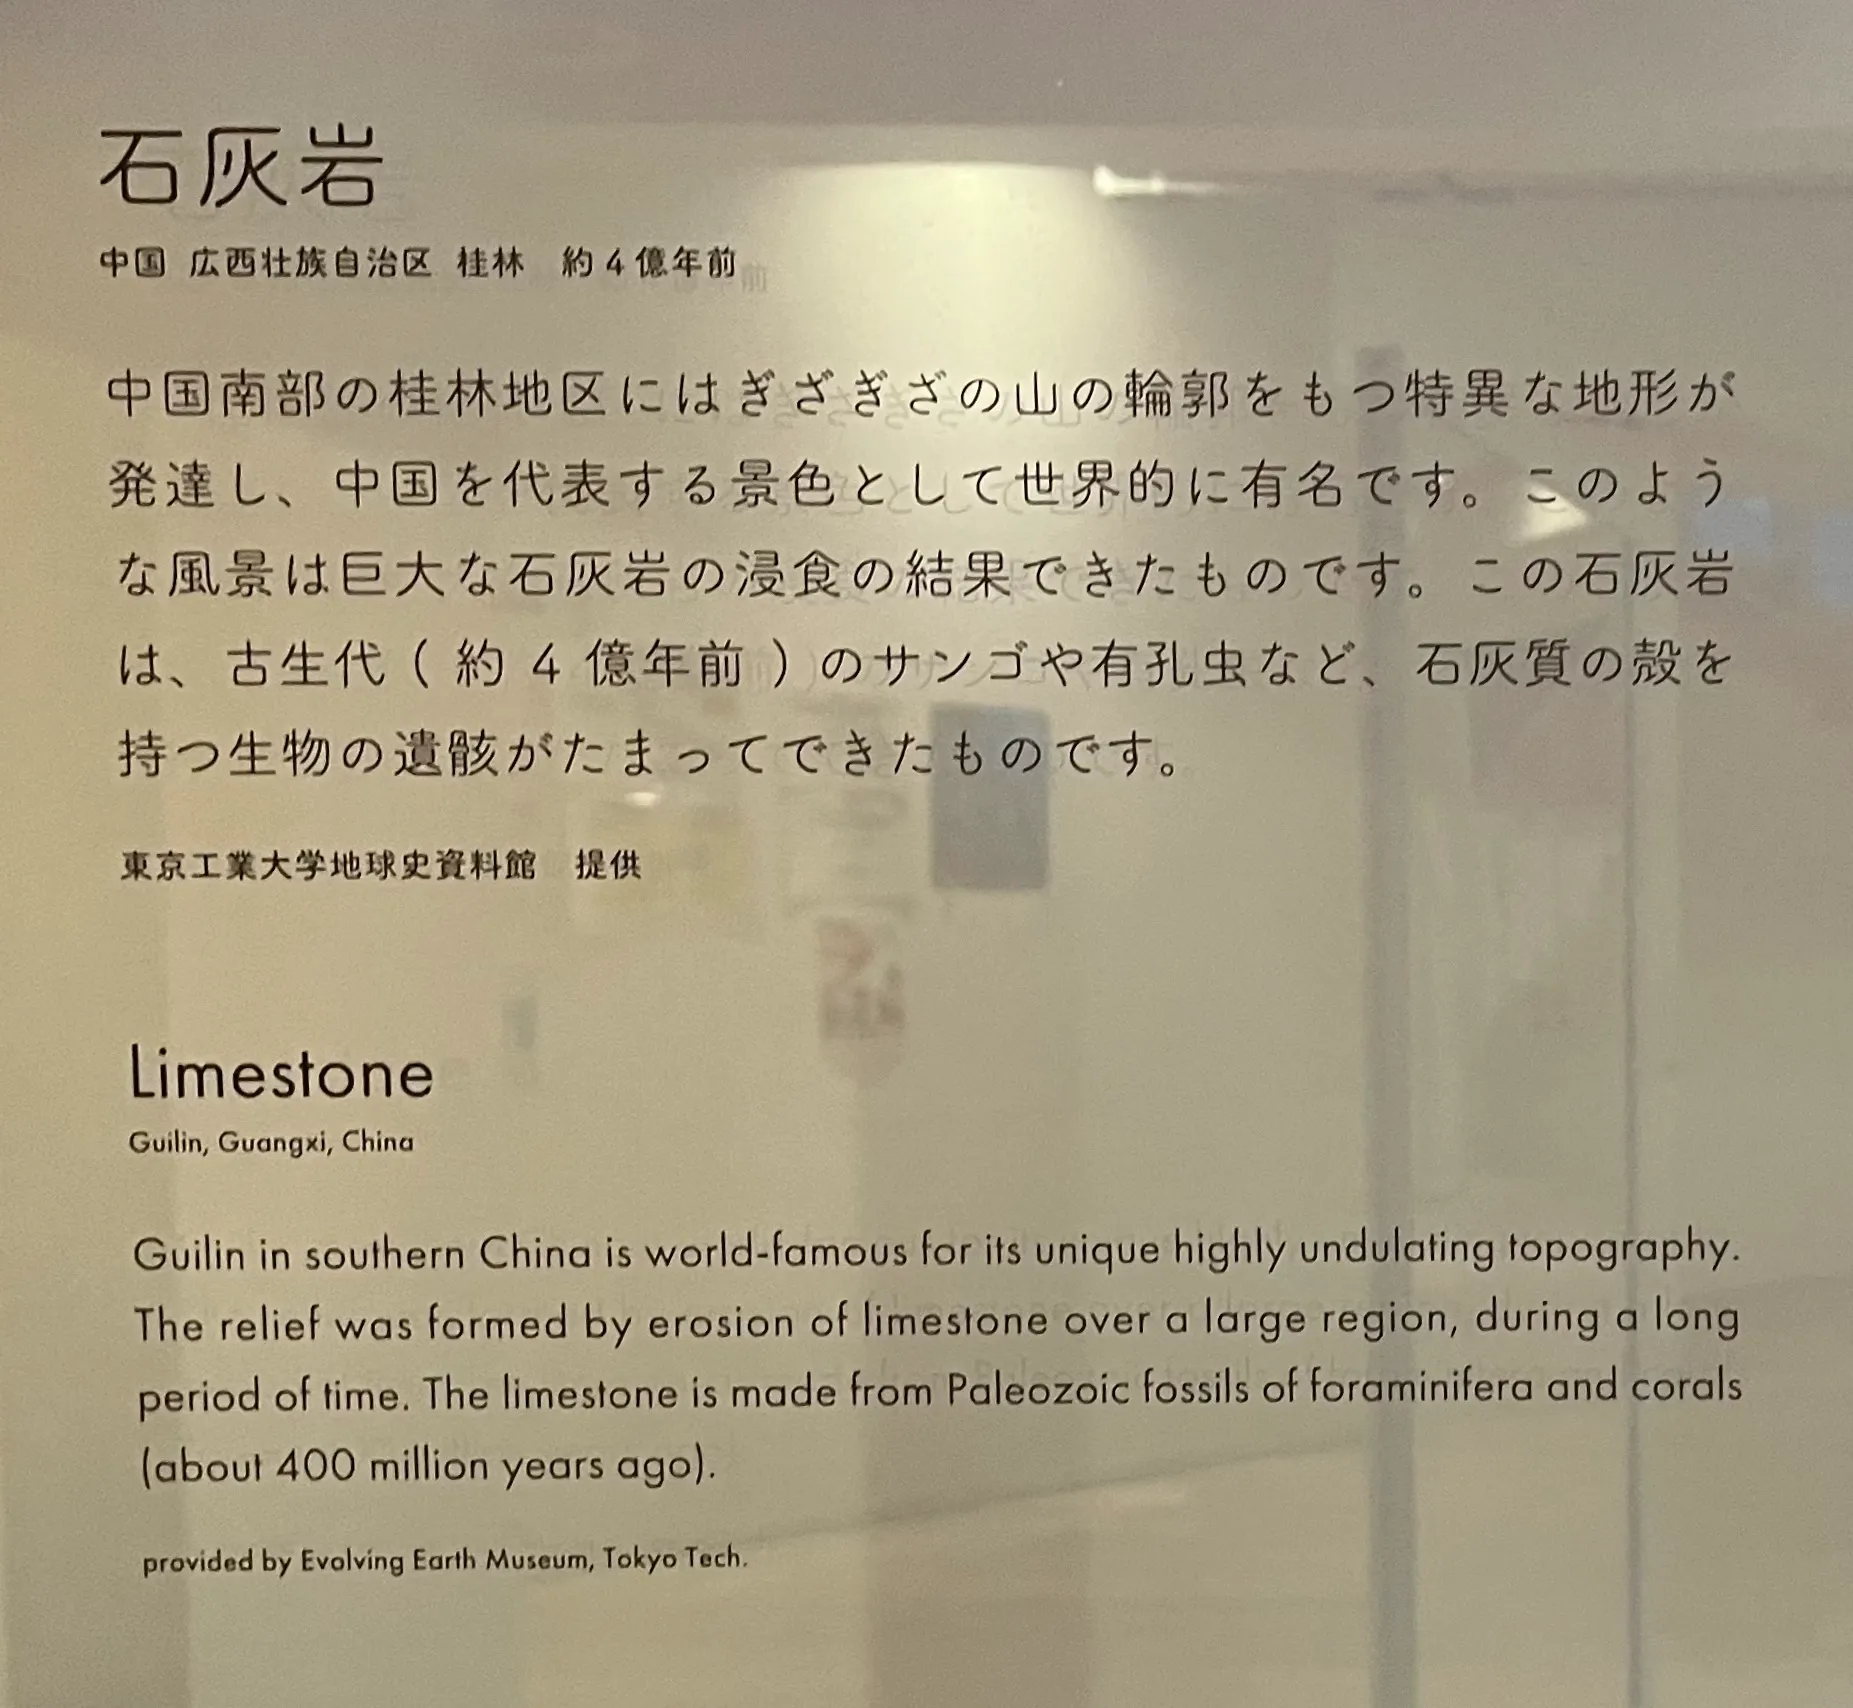 石灰岩
中国 広西壮族自治区 桂林　約4億年前
中国南部の桂林地区にはぎざぎざの山の輪郭をもつ特異な地形が
発達し、中国を代表する景色として世界的に有名です。このよう
な風景は巨大な石灰岩の浸食の結果できたものです。この石灰岩
は、古生代(約4億年前)のサンゴや有孔虫など、石灰質の殻を
持つ生物の遺骸がたまってできたものです。
東京工業大学地球史資料館　提供
Limestone
Guilin, Guangxi, China
Guilin in southern China is world-famous for its unique highly undulating topography.
The relief was formed by erosion of limestone over a large region, during a long
period of time. The limestone is made from Paleozoic fossils of foraminifera and corals
(about 400 million years ago).
provided by Evolving Earth Museum, Tokyo Tech.